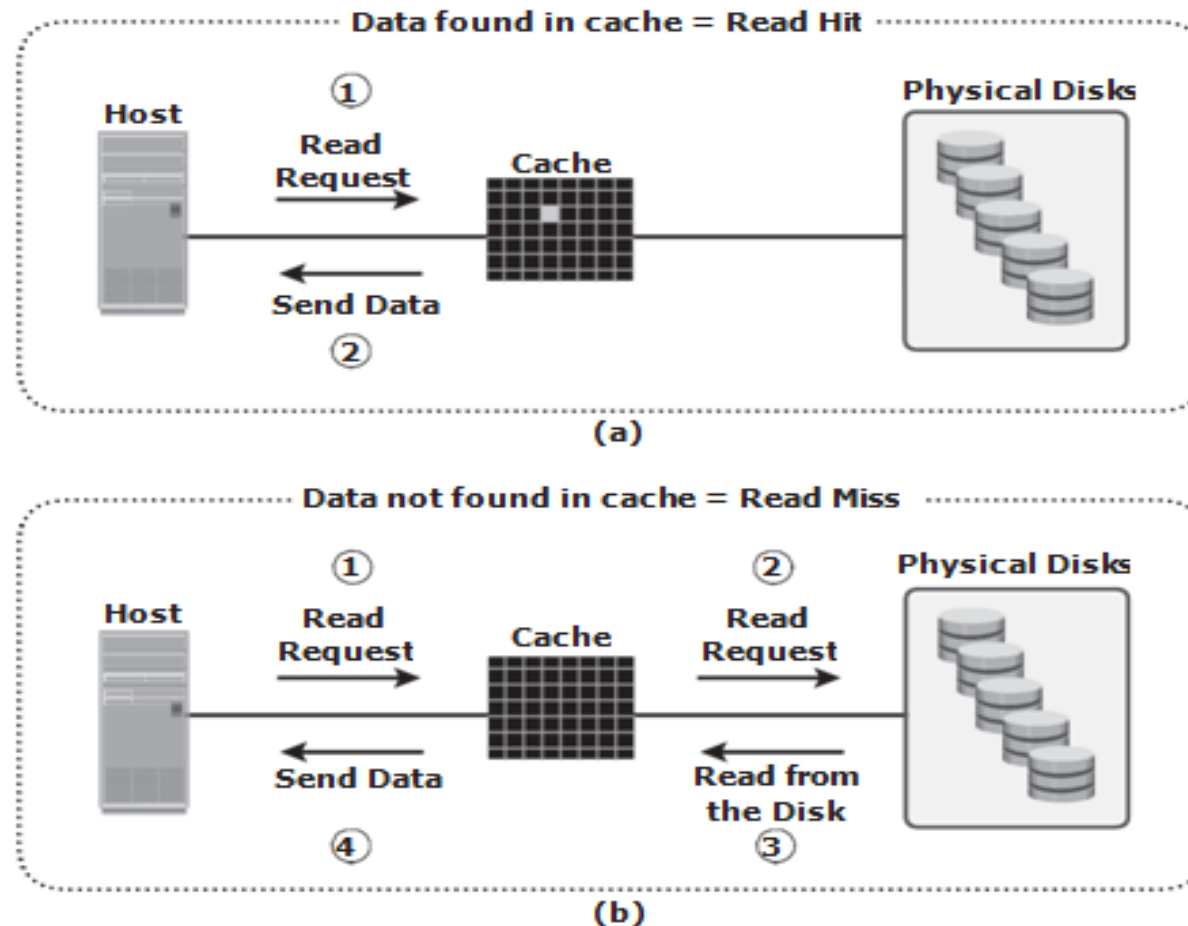 Data found in cache = Read Hit
1
Host
Physical Disks
Read
Request
Cache
Send Data
2
(a)
Data not found in cache = Read Miss
1
2
Physical Disks
Host
Read
Request
Cache
Read
Request
Send Data
Read from
the Disk
4
3
(b)